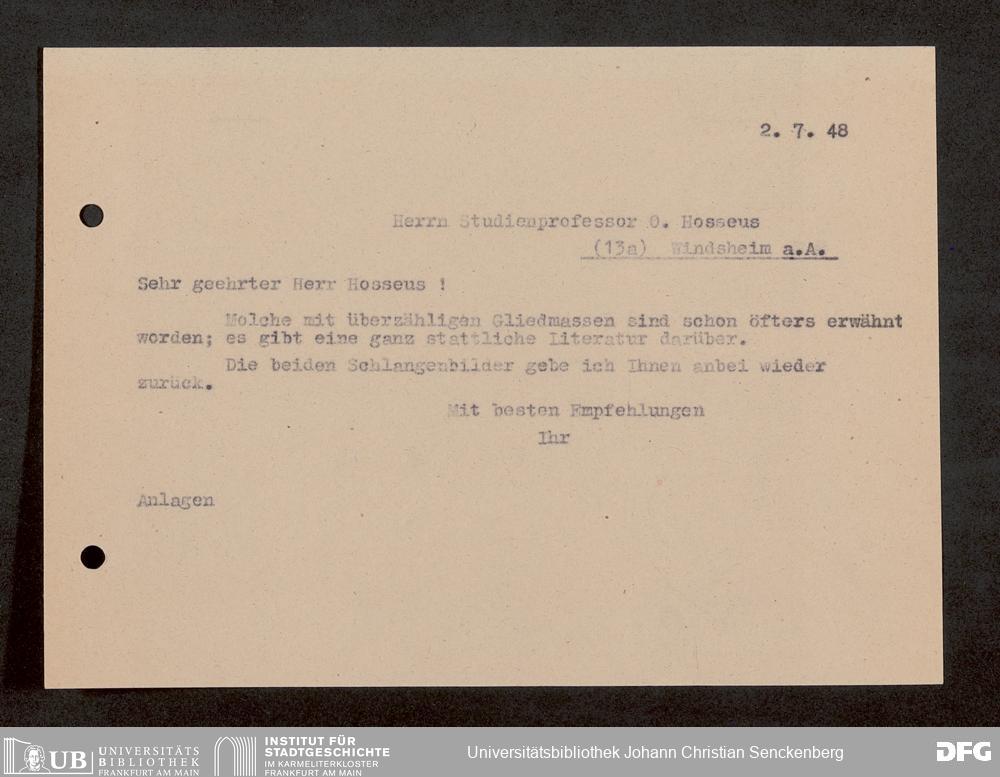 2. 7. 48
Herrn Studienprofessor O. Hosseus
(13a) Windsheim a.A.
Sehr geehrter Herr Hosseus !
Molche mit überzähligen Gliedmassen sind schon öfters erwähnt
worden; es gibt eine ganz stattliche Literatur darüber.
Die beiden Schlangenbilder gebe ich Ihnen anbei wieder
zurück.
Mit besten Empfehlungen
Ihr
Anlagen
UB UNIVERSITÄTS
BIBLIOTHEK
FRANKFURT AM MAIN
INSTITUT FÜR
STADTGESCHICHTE
IM KARMELITERKLOSTER
FRANKFURT AM MAIN
Universitätsbibliothek Johann Christian Senckenberg
DFG